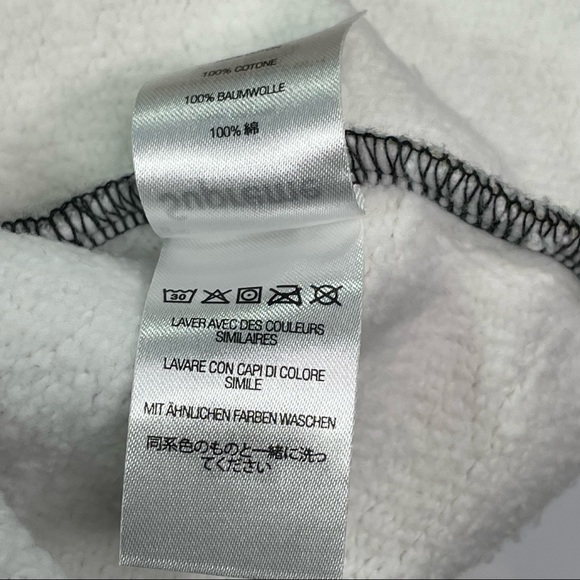 100% COTONE
100% BAUMWOLLE
100% 綿
Supreme
30
LAVER AVEC DES COULEURS
SIMILAIRES
LAVARE CON CAPI DI COLORE
SIMILE
MIT ÄHNLICHEN FARBEN WASCHEN
同系色のものと一緒に洗っ
てください